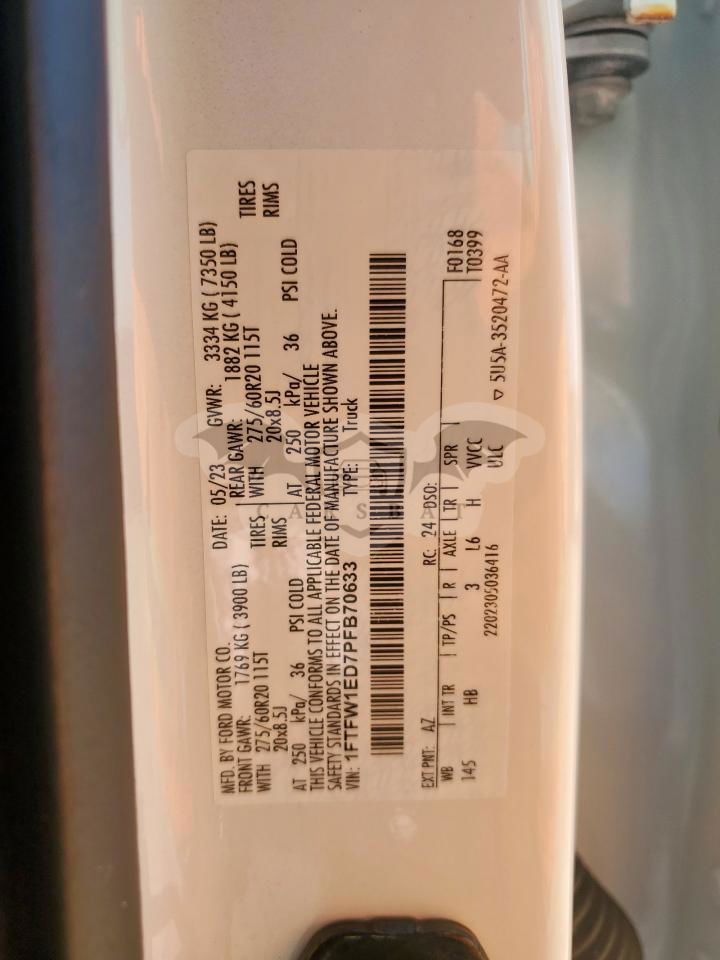 MFD. BY FORD MOTOR CO. DATE: 05/23 GVWR: 3334 KG ( 7350 LB)
FRONT GAWR: 1769 KG ( 3900 LB) REAR GAWR: 1882 KG ( 4150 LB)
WITH 275/60R20 115T TIRES WITH 275/60R20 115T TIRES
20x8.5J RIMS 20x8.5J RIMS
AT 250 kPa/ 36 PSI COLD AT 250 kPa/ 36 PSI COLD
THIS VEHICLE CONFORMS TO ALL APPLICABLE FEDERAL MOTOR VEHICLE
SAFETY STANDARDS IN EFFECT ON THE DATE OF MANUFACTURE SHOWN ABOVE.
VIN: 1FTFW1ED7PFB70633 TYPE: Truck
CARSBAT
EXT PNT: AZ RC: 24 DSO: F0168
WB INT TR TP/PS R AXLE TR SPR T0399
145 HB 3 L6 H VVCC
2202305036416 ULC ▽ 5U5A-3520472-AA